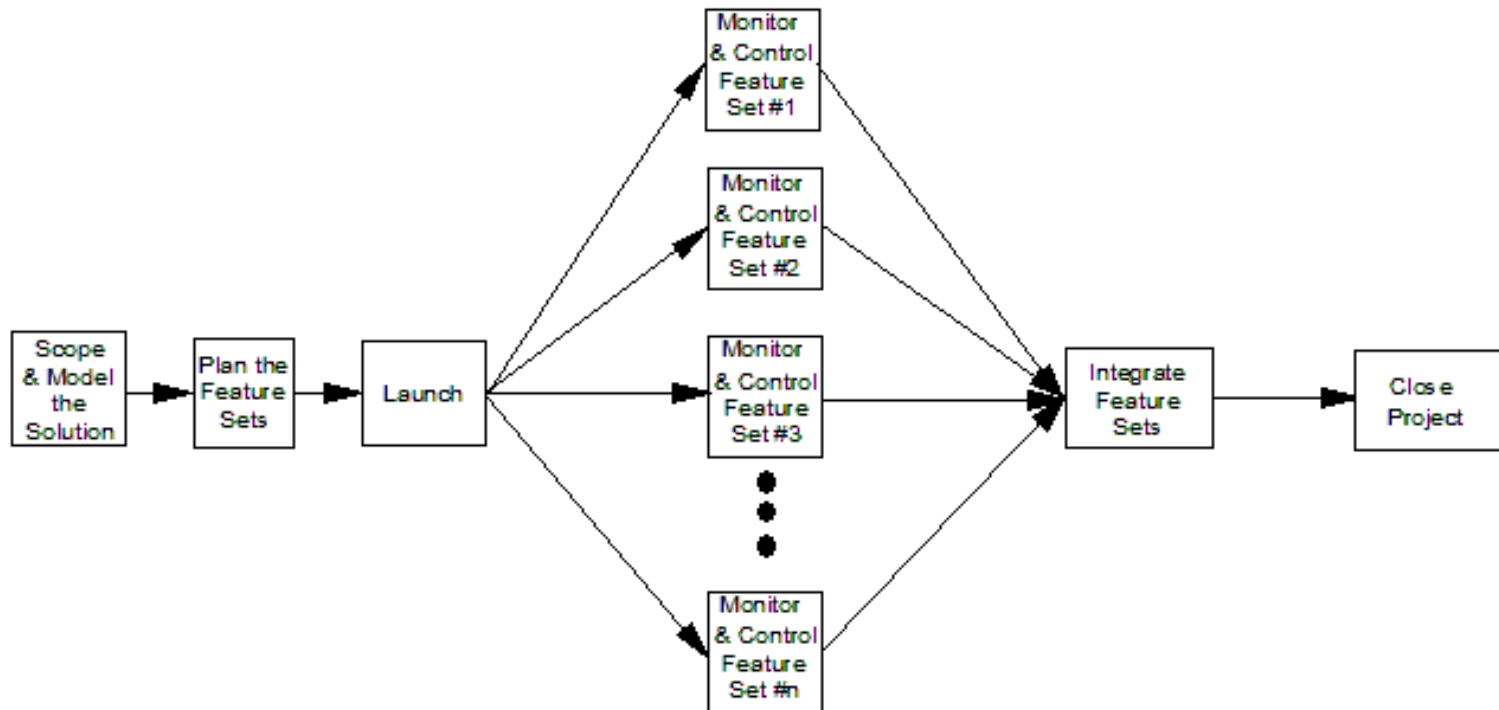 Scope
& Model
the
Solution
Plan the
Feature
Sets
Launch
Monitor
& Control
Feature
Set #1
Monitor
& Control
Feature
Set #2
Monitor
& Control
Feature
Set #3
Monitor
& Control
Feature
Set #n
Integrate
Feature
Sets
Close
Project